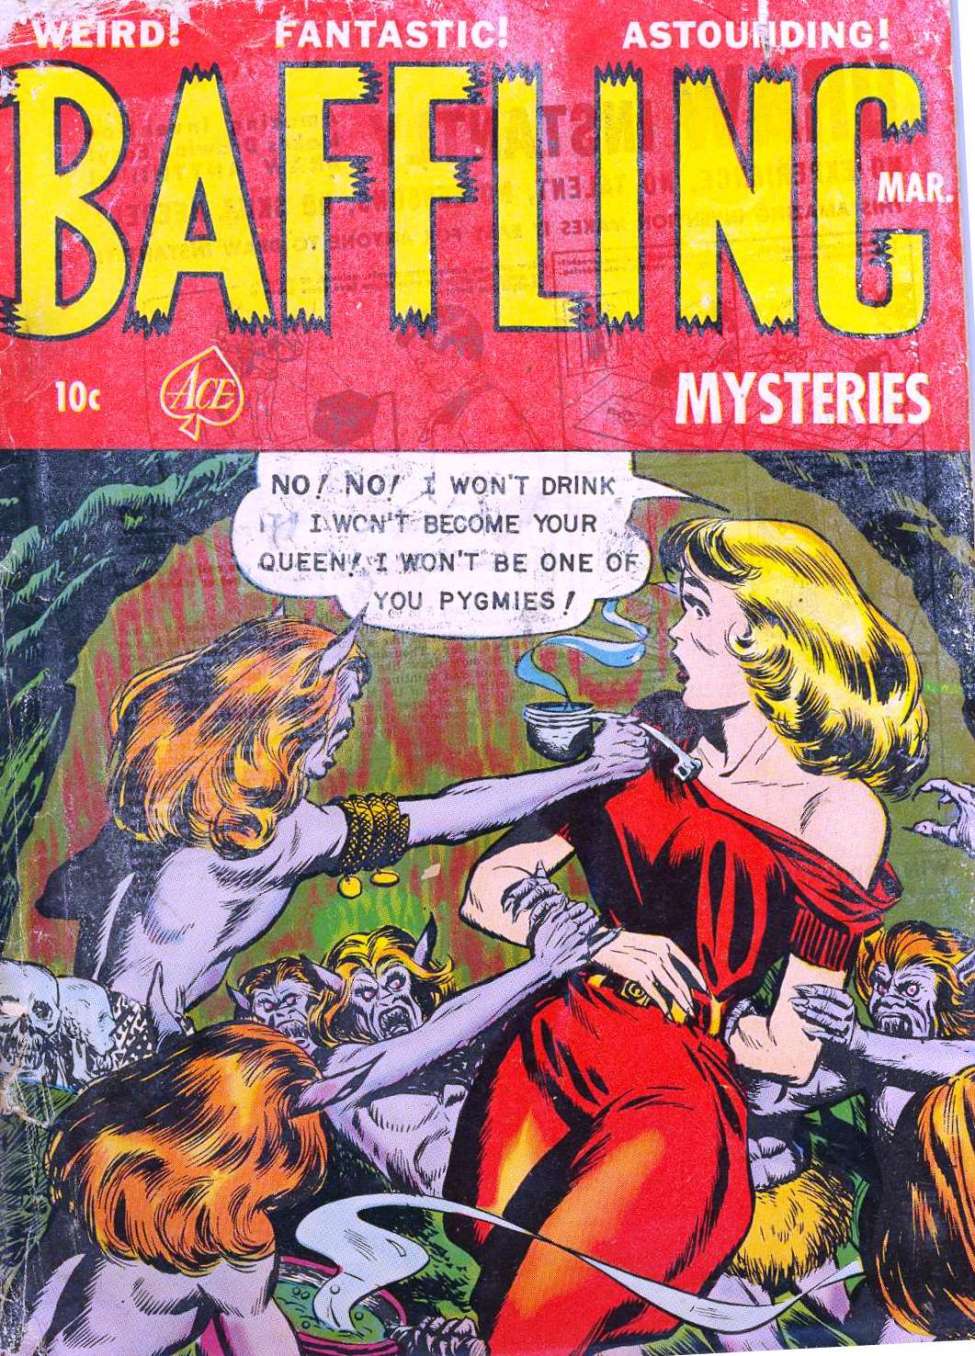 WEIRD! FANTASTIC! ASTOUNDING!
BAFFLING
MAR.
10c
ACE
MYSTERIES
NO! NO! I WON'T DRINK
IT! I WON'T BECOME YOUR
QUEEN! I WON'T BE ONE OF
YOU PYGMIES!